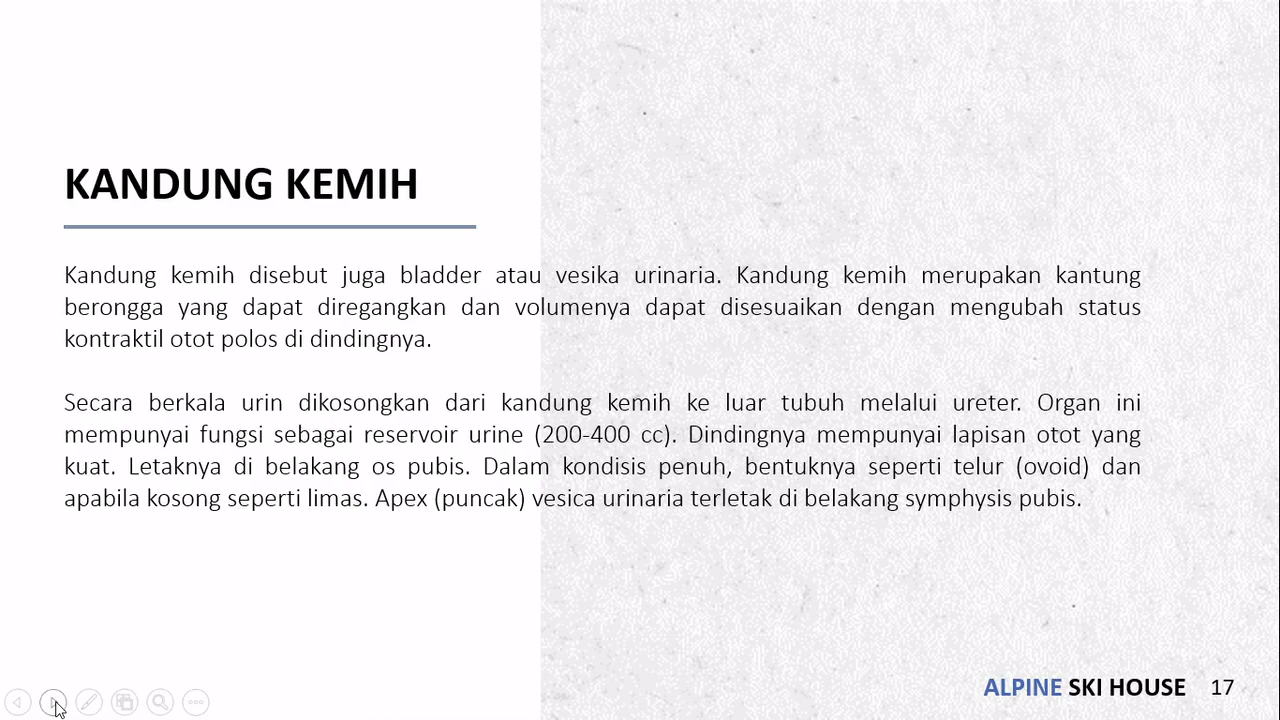 KANDUNG KEMIH
Kandung kemih disebut juga bladder atau vesika urinaria. Kandung kemih merupakan kantung
berongga yang dapat diregangkan dan volumenya dapat disesuaikan dengan mengubah status
kontraktil otot polos di dindingnya.
Secara berkala urin dikosongkan dari kandung kemih ke luar tubuh melalui ureter. Organ ini
mempunyai fungsi sebagai reservoir urine (200-400 cc). Dindingnya mempunyai lapisan otot yang
kuat. Letaknya di belakang os pubis. Dalam kondisis penuh, bentuknya seperti telur (ovoid) dan
apabila kosong seperti limas. Apex (puncak) vesica urinaria terletak di belakang symphysis pubis.
ALPINE SKI HOUSE 17